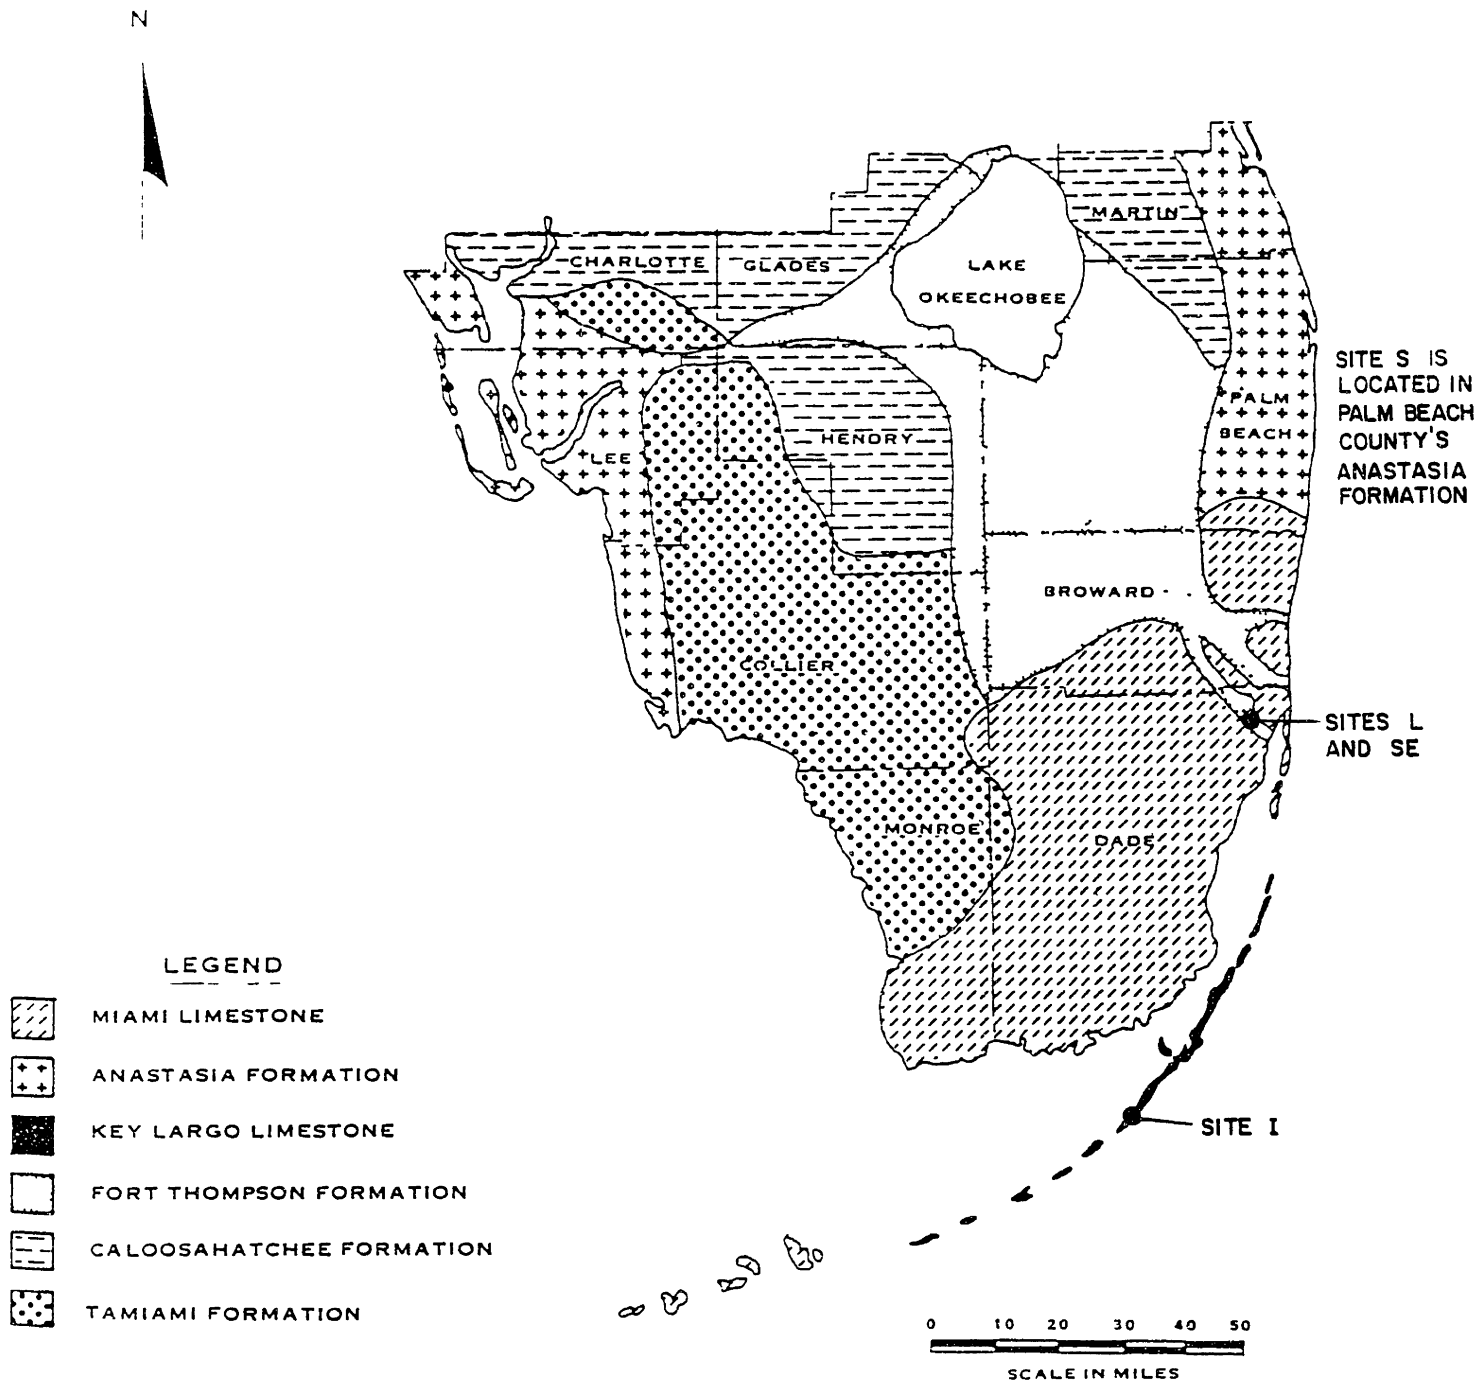 N
MARTIN
CHARLOTTE
GLADES
LAKE
OKEECHOBEE
SITE S IS
LOCATED IN
PALM BEACH
COUNTY'S
ANASTASIA
FORMATION
PALM
BEACH
HENDRY
LEE
BROWARD
COLLIER
SITES L
AND SE
MONROE
DADE
LEGEND
MIAMI LIMESTONE
ANASTASIA FORMATION
KEY LARGO LIMESTONE
SITE I
FORT THOMPSON FORMATION
CALOOSAHATCHEE FORMATION
TAMIAMI FORMATION
0 10 20 30 40 50
SCALE IN MILES